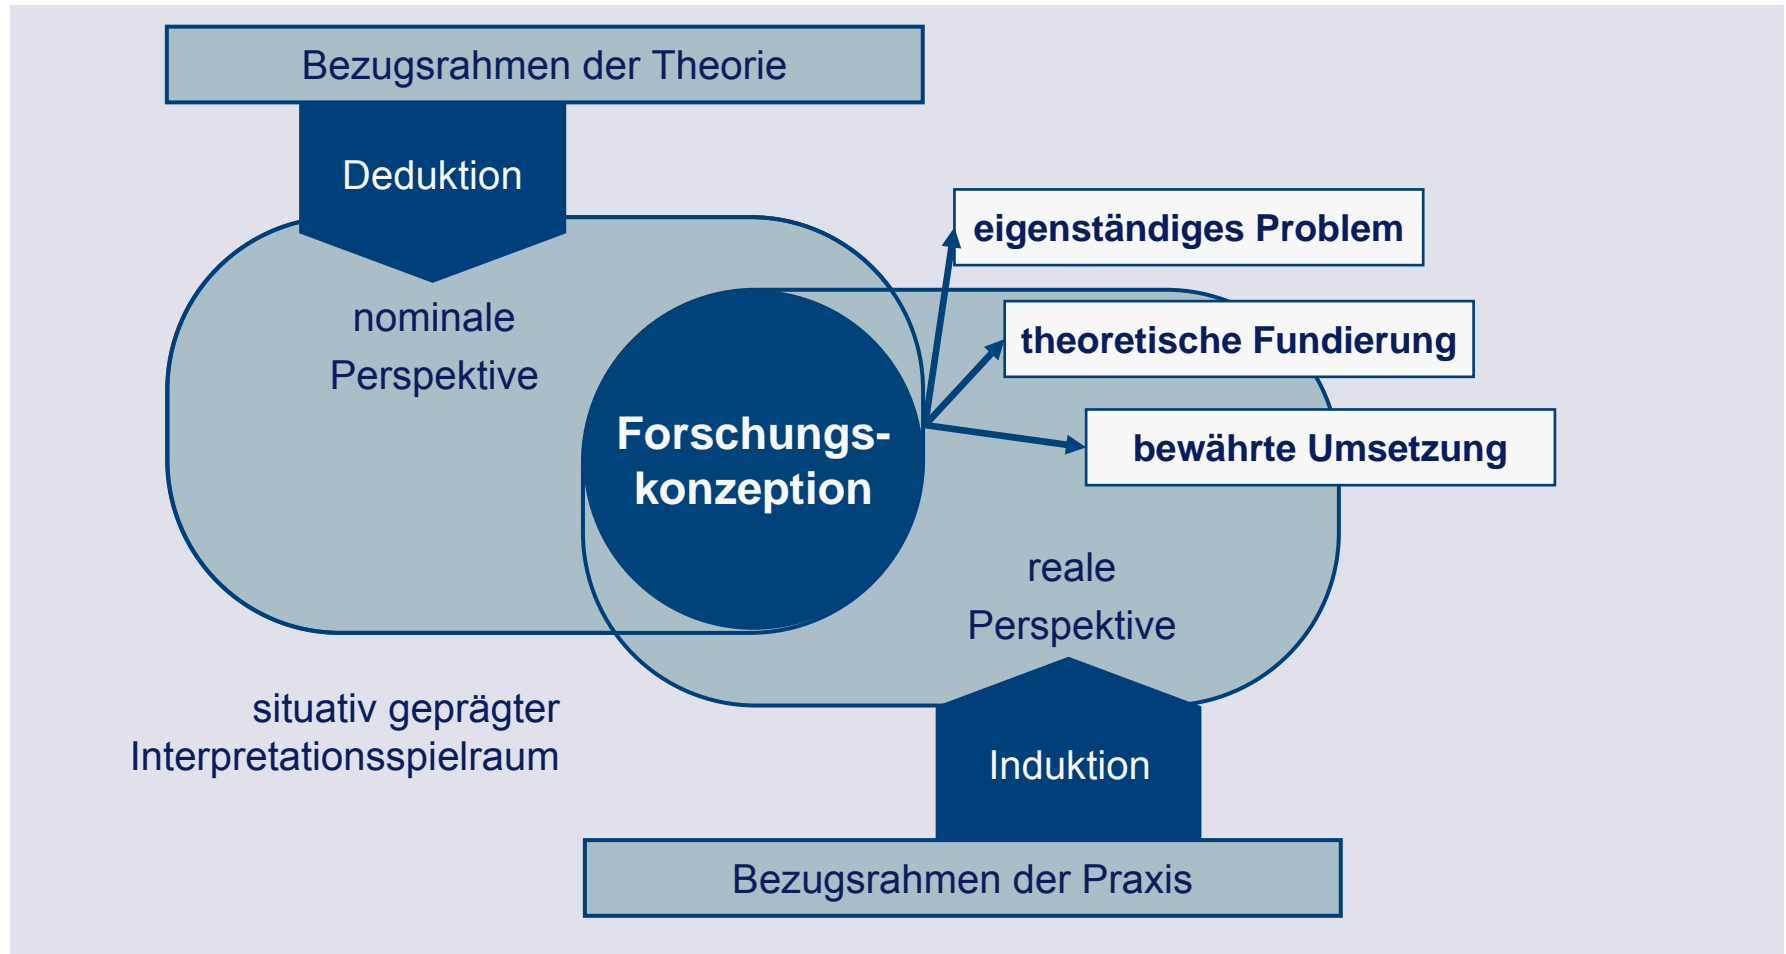 Bezugsrahmen der Theorie
Deduktion
nominale
Perspektive
eigenständiges Problem
theoretische Fundierung
bewährte Umsetzung
Forschungs-
konzeption
reale
Perspektive
situativ geprägter
Interpretationsspielraum
Induktion
Bezugsrahmen der Praxis